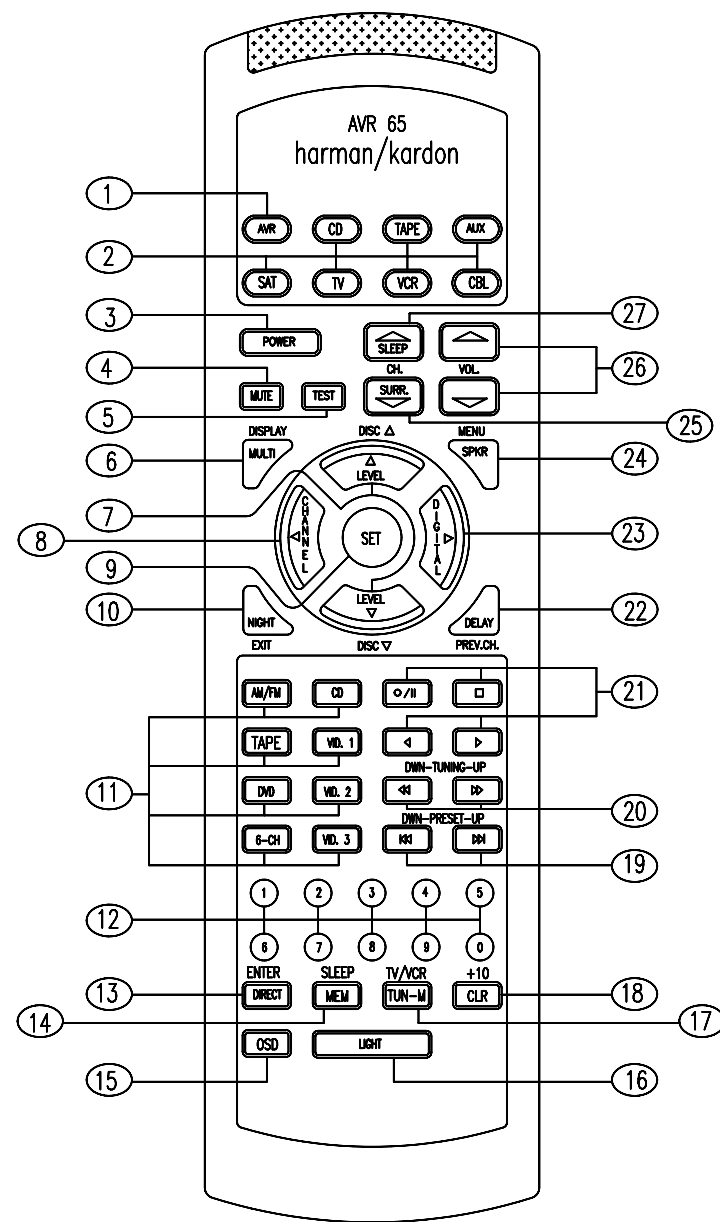 AVR 65
harman/kardon
1
AVR CD TAPE AUX
2
SAT TV VCR CBL
3 27
POWER SLEEP
CH. VOL.
26
4
MUTE TEST SURR.
5 25
DISPLAY DISC △ MENU
MULTI SPKR
6 24
LEVEL
7
CHANNEL SET DIGITAL
8 23
9
LEVEL
10 22
NIGHT DELAY
EXIT DISC ▽ PREV.CH.
AM/FM CD O/II
21
TAPE VID. 1
DWN-TUNING-UP
11
DVD VID. 2
20
DWN-PRESET-UP
6-CH VID. 3
19
1 2 3 4 5
12
6 7 8 9 0
ENTER SLEEP TV/VCR +10
13 DIRECT MEM TUN-M CLR 18
14 17
OSD LIGHT
15 16